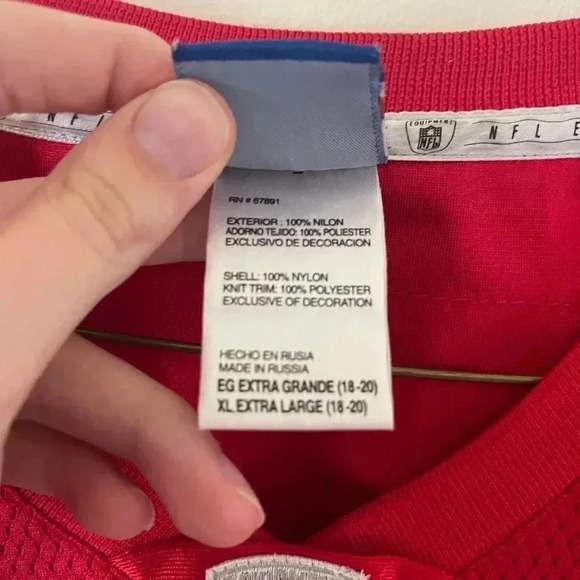 EQUIPMENT
NFL
NFL E
NF
RN # 67891
EXTERIOR : 100% NILON
ADORNO TEJIDO: 100% POLIESTER
EXCLUSIVO DE DECORACION
SHELL: 100% NYLON
KNIT TRIM: 100% POLYESTER
EXCLUSIVE OF DECORATION
HECHO EN RUSIA
MADE IN RUSSIA
EG EXTRA GRANDE (18-20)
XL EXTRA LARGE (18-20)